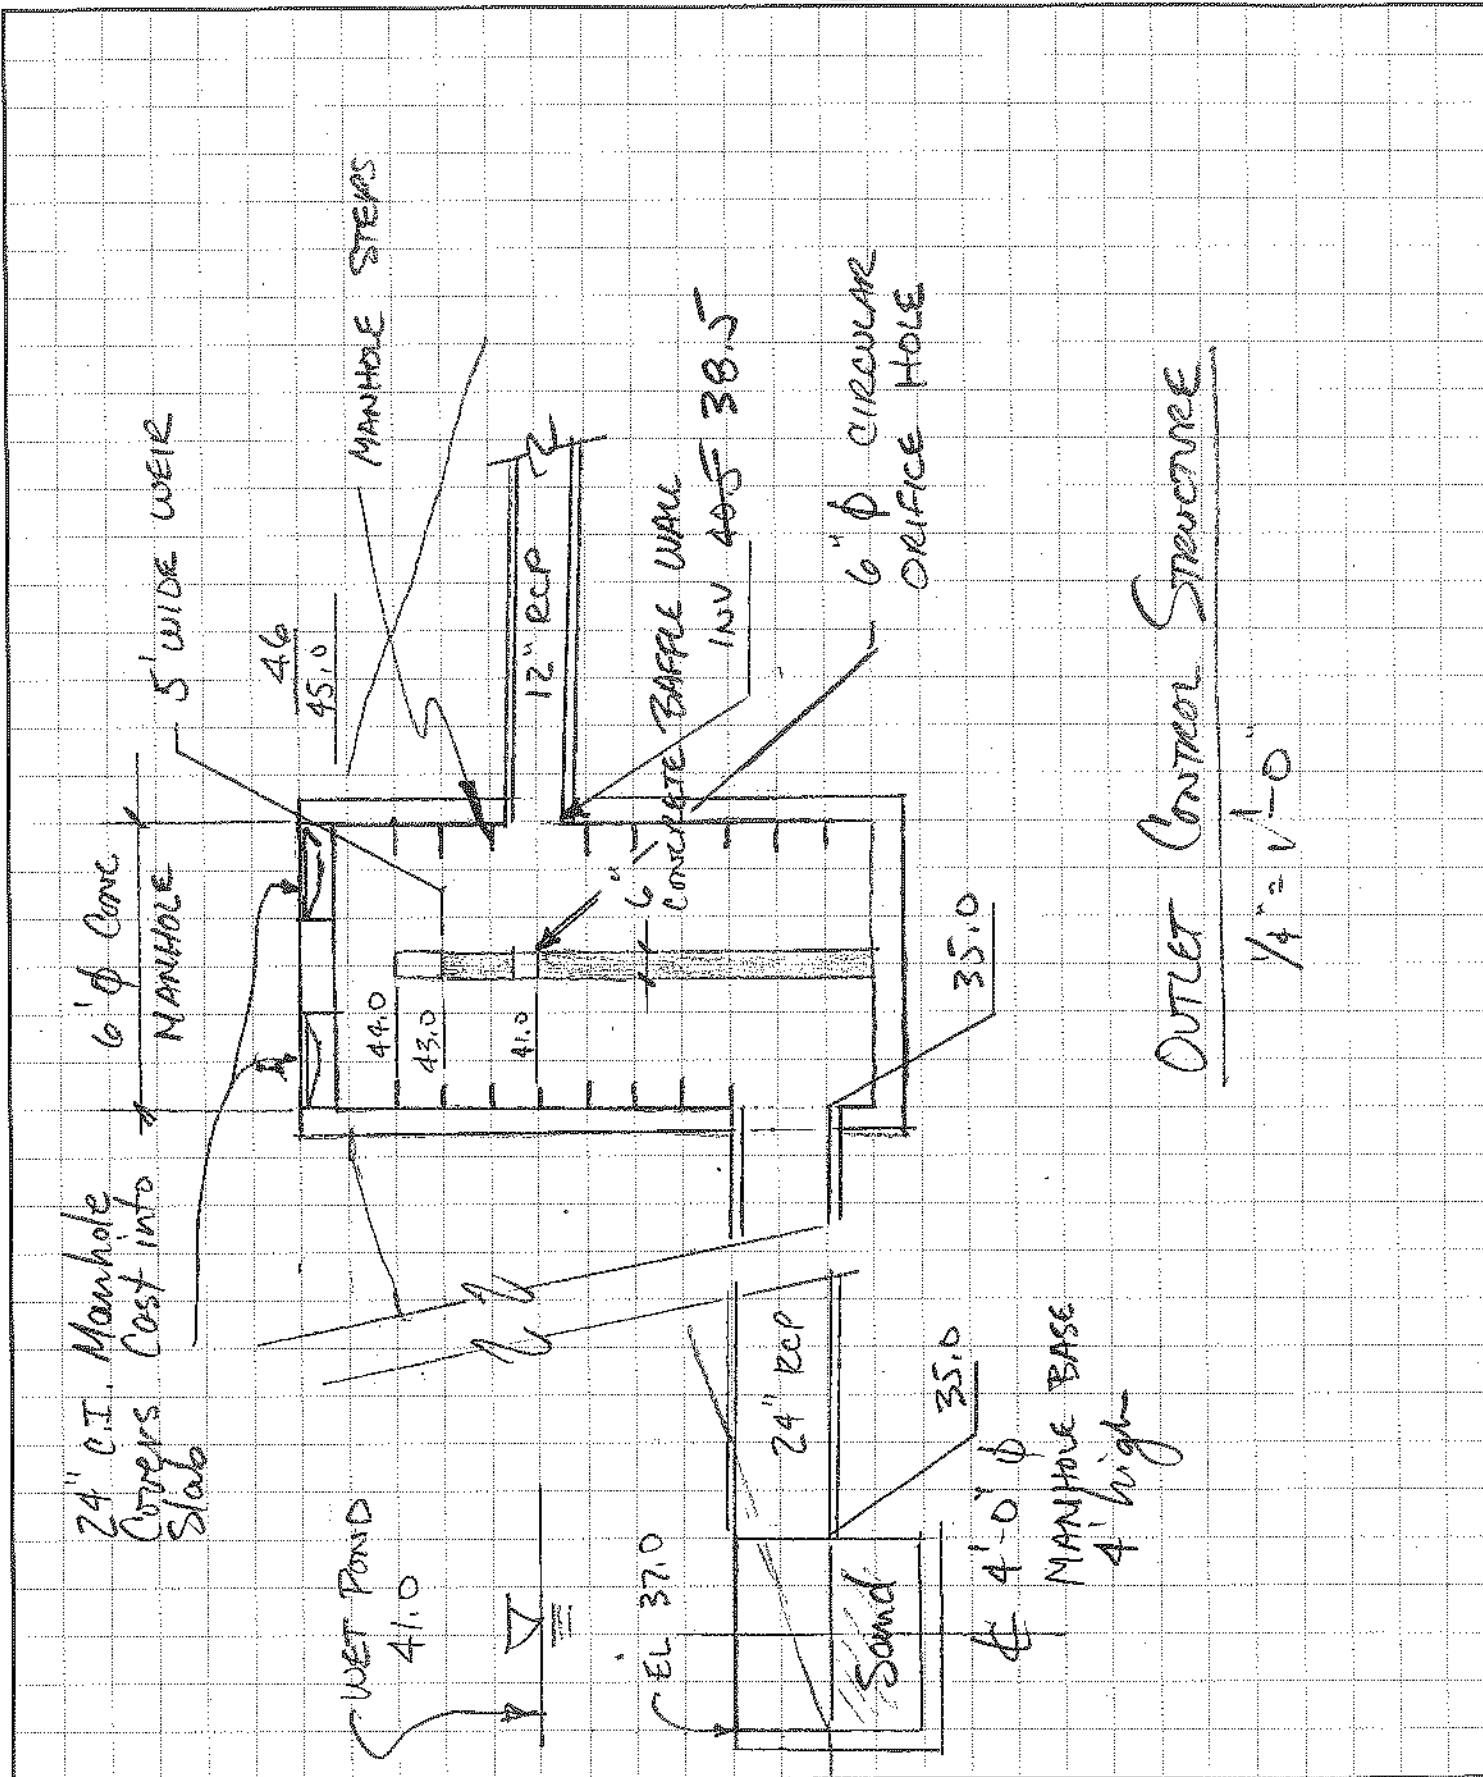 24" C.I. Manhole
Covers Cast into
Slab
6' ϕ Conc
MANHOLE
5' WIDE WEIR
46
45.0
MANHOLE STEPS
WET POND
41.0
44.0
43.0
41.0
12" RCP
6"
CONCRETE BAFFLE WALL
INV 40.5 38.5
6" ϕ CIRCULAR
ORIFICE HOLE
EL 37.0
24" RCP
Sand
35.0
35.0
℄ 4'-0" ϕ
MANHOLE BASE
4' high
OUTLET CONTROL STRUCTURE
1/4" = 1'-0"